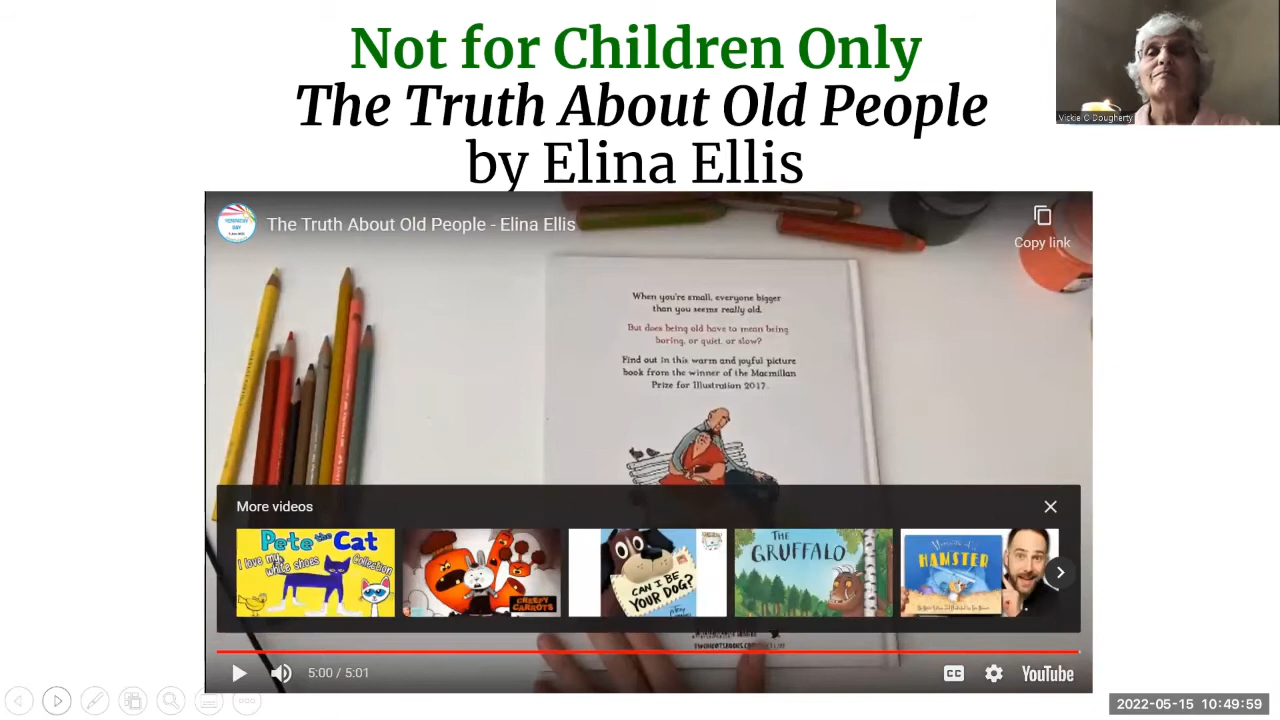 Not for Children Only
The Truth About Old People
by Elina Ellis
Vickie C Dougherty
The Truth About Old People - Elina Ellis
Copy link
When you're small, everyone bigger
than you seems really old.
But does being old have to mean being
boring, or quiet, or slow?
Find out in this warm and joyful picture
book from the winner of the Macmillan
Prize for Illustration 2017.
More videos
Pete the Cat
I love my
white shoes
Collection
CREEPY
CARROTS
CAN I BE
YOUR DOG?
THE
GRUFFALO
HAMSTER
5:00 / 5:01
CC
YouTube
2022-05-15 10:49:59